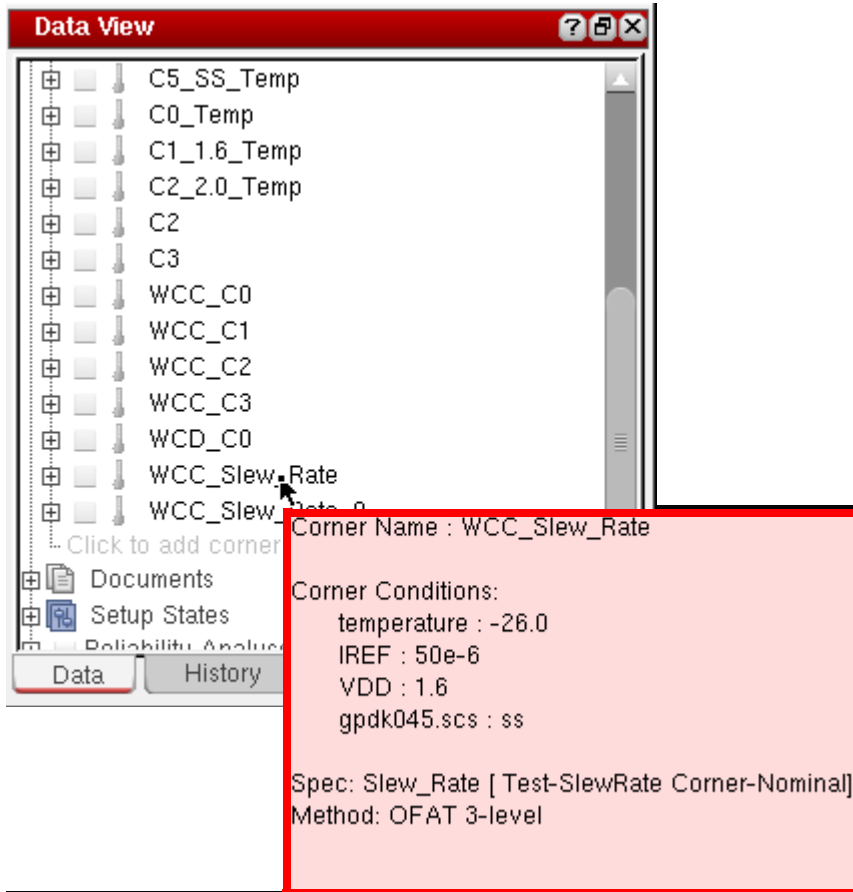 Data View
C5_SS_Temp
C0_Temp
C1_1.6_Temp
C2_2.0_Temp
C2
C3
WCC_C0
WCC_C1
WCC_C2
WCC_C3
WCD_C0
WCC_Slew_Rate
WCC_Slew_Rate_0
Click to add corner
Documents
Setup States
Data History
Corner Name : WCC_Slew_Rate
Corner Conditions:
temperature : -26.0
IREF : 50e-6
VDD : 1.6
gpdk045.scs : ss
Spec: Slew_Rate [ Test-SlewRate Corner-Nominal]
Method: OFAT 3-level